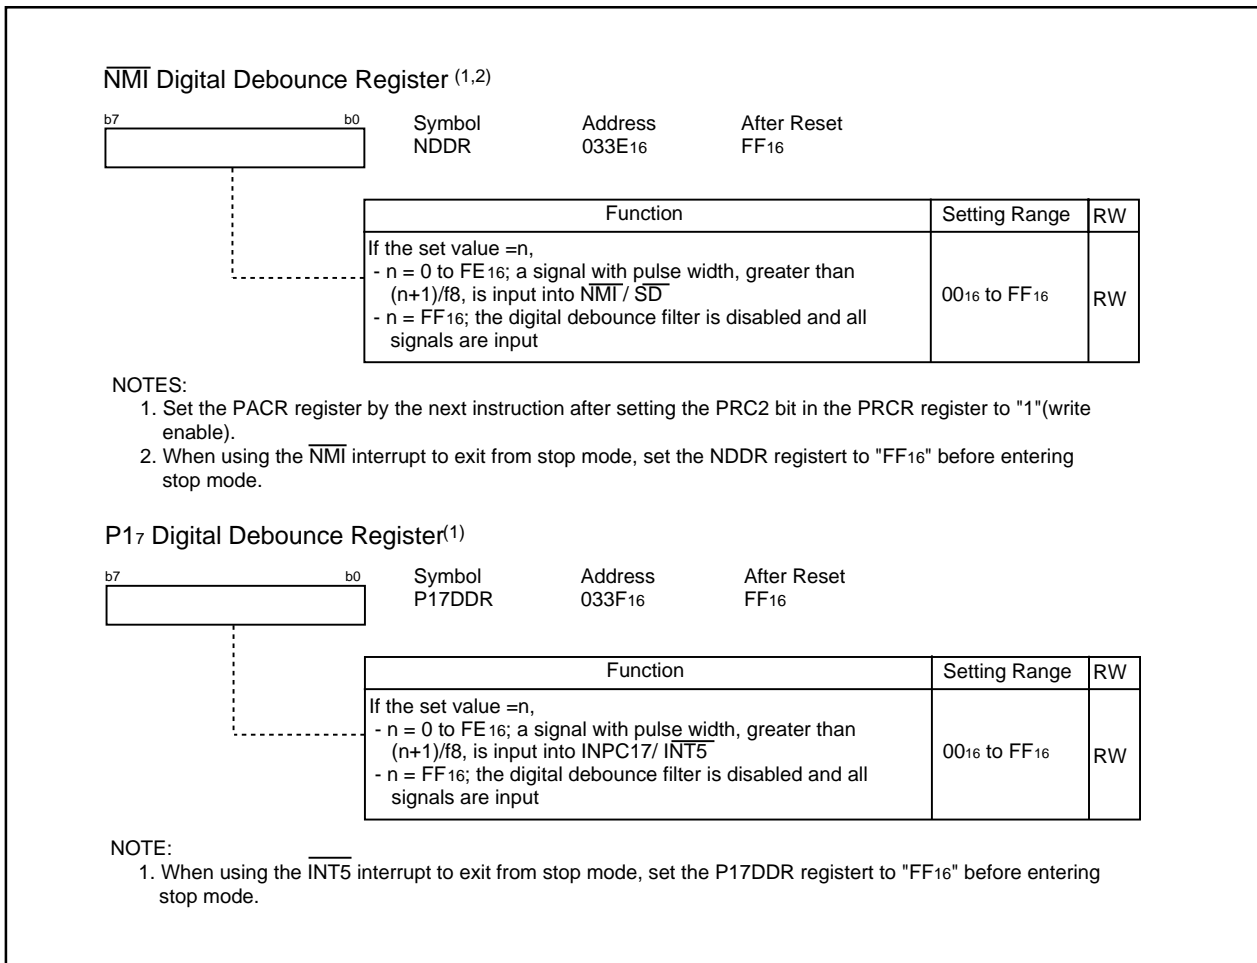 NMI Digital Debounce Register (1,2)
b7 b0 Symbol Address After Reset
NDDR 033E16 FF16
Function Setting Range RW
If the set value =n,
- n = 0 to FE16; a signal with pulse width, greater than
(n+1)/f8, is input into NMI / SD
0016 to FF16 RW
- n = FF16; the digital debounce filter is disabled and all
signals are input
NOTES:
1. Set the PACR register by the next instruction after setting the PRC2 bit in the PRCR register to "1"(write
enable).
2. When using the NMI interrupt to exit from stop mode, set the NDDR registert to "FF16" before entering
stop mode.
P17 Digital Debounce Register(1)
b7 b0 Symbol Address After Reset
P17DDR 033F16 FF16
Function Setting Range RW
If the set value =n,
- n = 0 to FE16; a signal with pulse width, greater than
(n+1)/f8, is input into INPC17/ INT5
0016 to FF16 RW
- n = FF16; the digital debounce filter is disabled and all
signals are input
NOTE:
1. When using the INT5 interrupt to exit from stop mode, set the P17DDR registert to "FF16" before entering
stop mode.